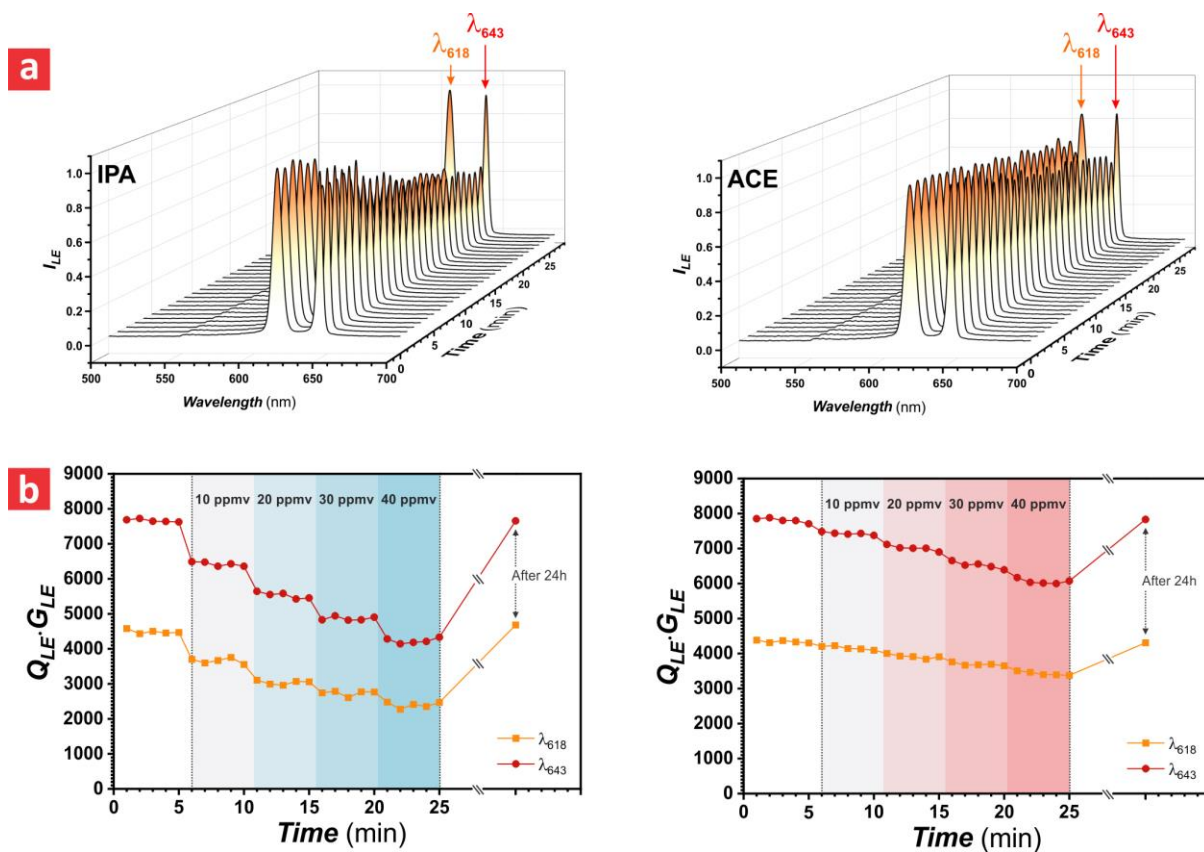 a
λ618
λ643
IPA
1.0
0.8
0.6
0.4
0.2
0.0
I_LE
500
550
600
650
700
Wavelength (nm)
0
5
10
15
20
25
Time (min)
λ618
λ643
ACE
1.0
0.8
0.6
0.4
0.2
0.0
I_LE
500
550
600
650
700
Wavelength (nm)
0
5
10
15
20
25
Time (min)
b
9000
8000
7000
6000
5000
4000
3000
2000
1000
0
Q_LE·G_LE
10 ppmv 20 ppmv 30 ppmv 40 ppmv
After 24h
λ618
λ643
0 5 10 15 20 25
Time (min)
9000
8000
7000
6000
5000
4000
3000
2000
1000
0
Q_LE·G_LE
10 ppmv 20 ppmv 30 ppmv 40 ppmv
After 24h
λ618
λ643
0 5 10 15 20 25
Time (min)